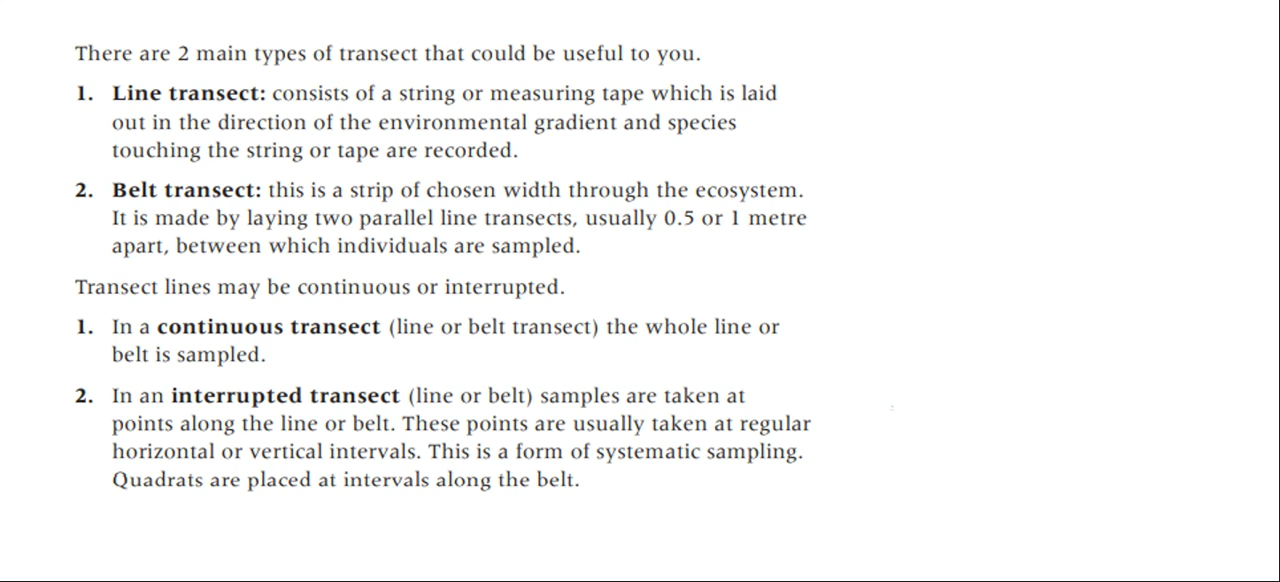 There are 2 main types of transect that could be useful to you.
1. Line transect: consists of a string or measuring tape which is laid
out in the direction of the environmental gradient and species
touching the string or tape are recorded.
2. Belt transect: this is a strip of chosen width through the ecosystem.
It is made by laying two parallel line transects, usually 0.5 or 1 metre
apart, between which individuals are sampled.
Transect lines may be continuous or interrupted.
1. In a continuous transect (line or belt transect) the whole line or
belt is sampled.
2. In an interrupted transect (line or belt) samples are taken at
points along the line or belt. These points are usually taken at regular
horizontal or vertical intervals. This is a form of systematic sampling.
Quadrats are placed at intervals along the belt.